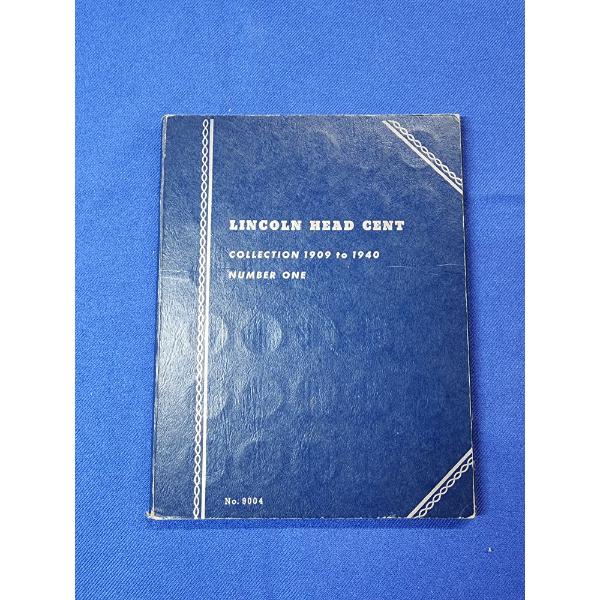 LINCOLN HEAD CENT
COLLECTION 1909 to 1940
NUMBER ONE
No. 9004